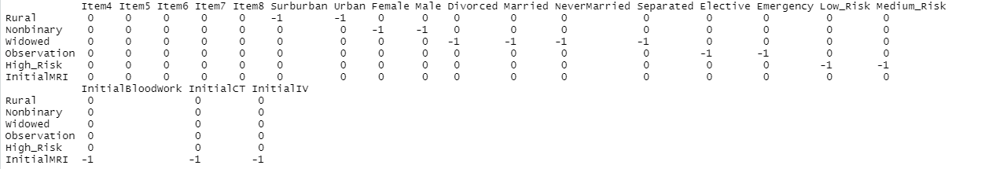 Item4 Item5 Item6 Item7 Item8 Surburban Urban Female Male Divorced Married NeverMarried Separated Elective Emergency Low_Risk Medium_Risk
Rural 0 0 0 0 0 -1 -1 0 0 0 0 0 0 0 0 0 0
Nonbinary 0 0 0 0 0 0 0 -1 -1 0 0 0 0 0 0 0 0
Widowed 0 0 0 0 0 0 0 0 0 -1 -1 -1 -1 0 0 0 0
Observation 0 0 0 0 0 0 0 0 0 0 0 0 0 -1 -1 0 0
High_Risk 0 0 0 0 0 0 0 0 0 0 0 0 0 0 0 -1 -1
InitialMRI 0 0 0 0 0 0 0 0 0 0 0 0 0 0 0 0 0
InitialBloodwork InitialCT InitialIV
Rural 0 0 0
Nonbinary 0 0 0
Widowed 0 0 0
Observation 0 0 0
High_Risk 0 0 0
InitialMRI -1 -1 -1